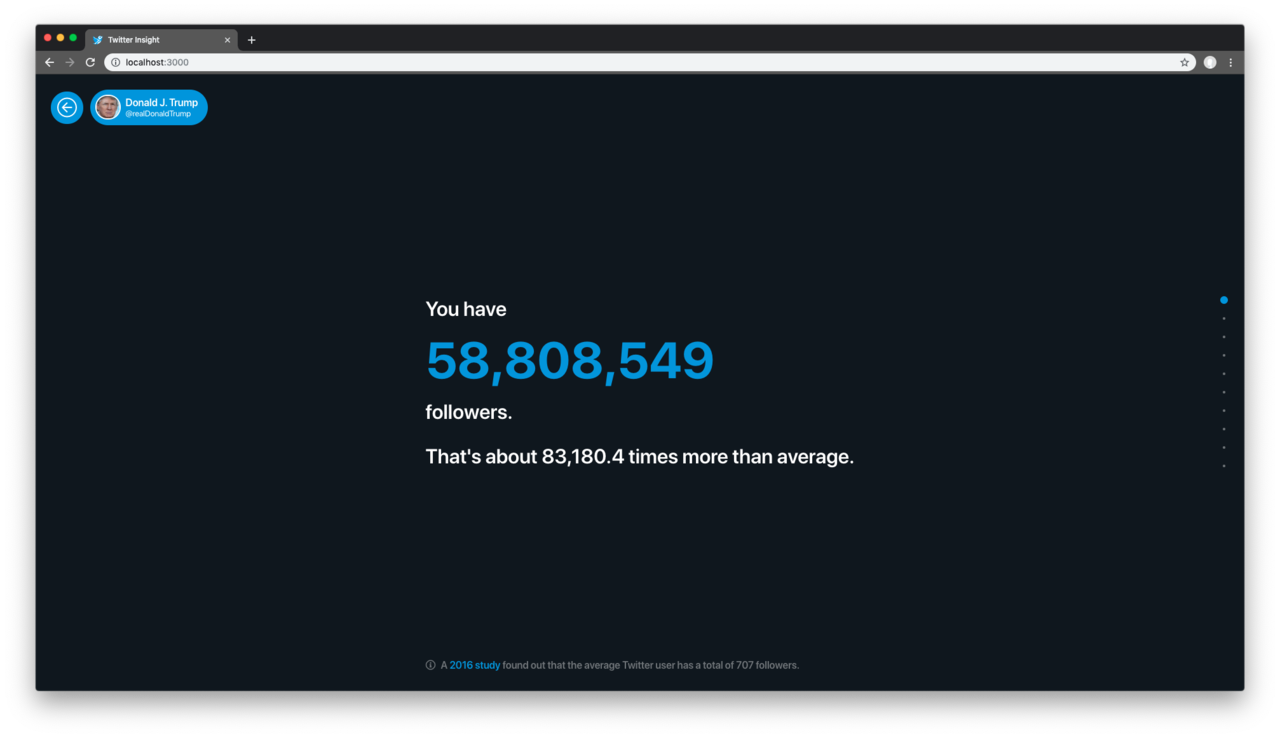 Twitter Insight
localhost:3000
Donald J. Trump
@realDonaldTrump
You have
58,808,549
followers.
That's about 83,180.4 times more than average.
A 2016 study found out that the average Twitter user has a total of 707 followers.